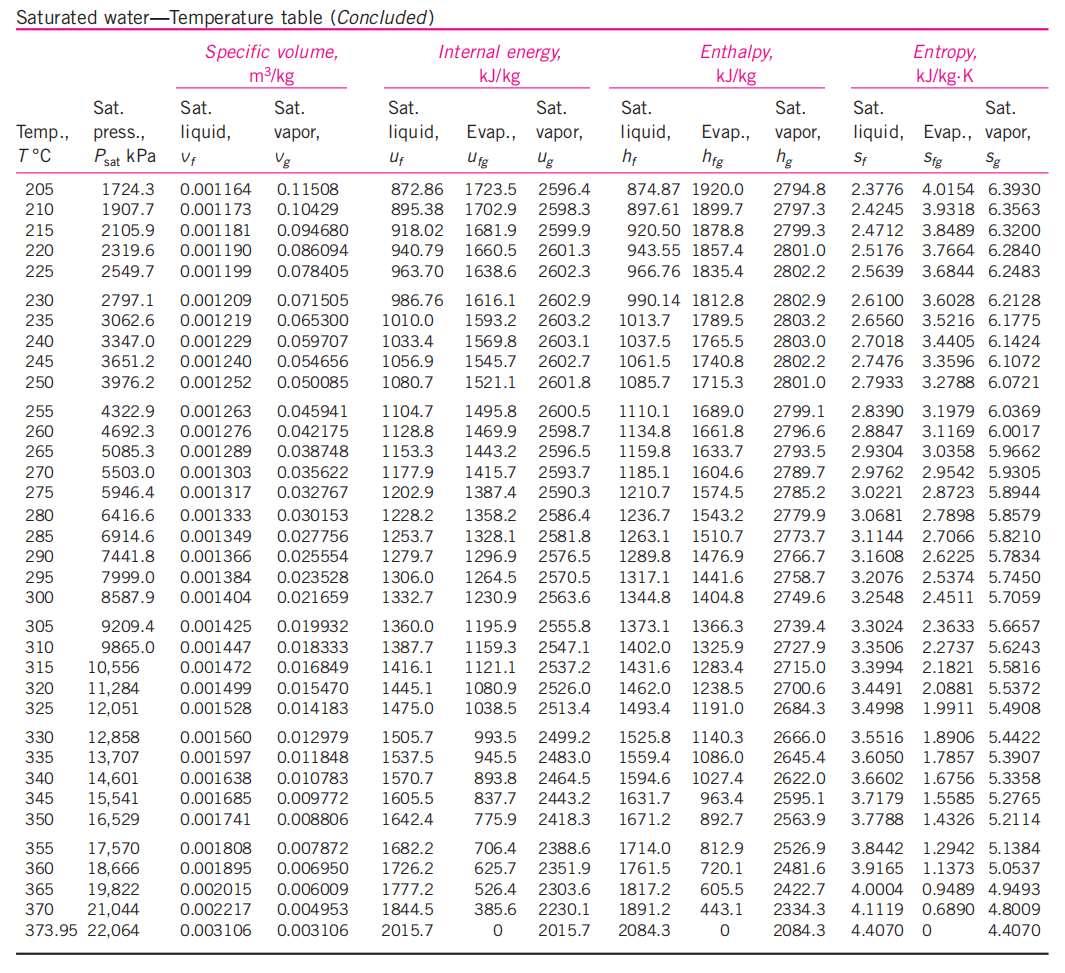 Saturated water—Temperature table (Concluded)
Specific volume, Internal energy, Enthalpy, Entropy,
m³/kg kJ/kg kJ/kg kJ/kg·K
Sat. Sat. Sat. Sat. Sat. Sat. Sat. Sat. Sat.
Temp., press., liquid, vapor, liquid, Evap., vapor, liquid, Evap., vapor, liquid, Evap., vapor,
T °C Psat kPa vf vg uf ufg ug hf hfg hg sf sfg sg
205 1724.3 0.001164 0.11508 872.86 1723.5 2596.4 874.87 1920.0 2794.8 2.3776 4.0154 6.3930
210 1907.7 0.001173 0.10429 895.38 1702.9 2598.3 897.61 1899.7 2797.3 2.4245 3.9318 6.3563
215 2105.9 0.001181 0.094680 918.02 1681.9 2599.9 920.50 1878.8 2799.3 2.4712 3.8489 6.3200
220 2319.6 0.001190 0.086094 940.79 1660.5 2601.3 943.55 1857.4 2801.0 2.5176 3.7664 6.2840
225 2549.7 0.001199 0.078405 963.70 1638.6 2602.3 966.76 1835.4 2802.2 2.5639 3.6844 6.2483
230 2797.1 0.001209 0.071505 986.76 1616.1 2602.9 990.14 1812.8 2802.9 2.6100 3.6028 6.2128
235 3062.6 0.001219 0.065300 1010.0 1593.2 2603.2 1013.7 1789.5 2803.2 2.6560 3.5216 6.1775
240 3347.0 0.001229 0.059707 1033.4 1569.8 2603.1 1037.5 1765.5 2803.0 2.7018 3.4405 6.1424
245 3651.2 0.001240 0.054656 1056.9 1545.7 2602.7 1061.5 1740.8 2802.2 2.7476 3.3596 6.1072
250 3976.2 0.001252 0.050085 1080.7 1521.1 2601.8 1085.7 1715.3 2801.0 2.7933 3.2788 6.0721
255 4322.9 0.001263 0.045941 1104.7 1495.8 2600.5 1110.1 1689.0 2799.1 2.8390 3.1979 6.0369
260 4692.3 0.001276 0.042175 1128.8 1469.9 2598.7 1134.8 1661.8 2796.6 2.8847 3.1169 6.0017
265 5085.3 0.001289 0.038748 1153.3 1443.2 2596.5 1159.8 1633.7 2793.5 2.9304 3.0358 5.9662
270 5503.0 0.001303 0.035622 1177.9 1415.7 2593.7 1185.1 1604.6 2789.7 2.9762 2.9542 5.9305
275 5946.4 0.001317 0.032767 1202.9 1387.4 2590.3 1210.7 1574.5 2785.2 3.0221 2.8723 5.8944
280 6416.6 0.001333 0.030153 1228.2 1358.2 2586.4 1236.7 1543.2 2779.9 3.0681 2.7898 5.8579
285 6914.6 0.001349 0.027756 1253.7 1328.1 2581.8 1263.1 1510.7 2773.7 3.1144 2.7066 5.8210
290 7441.8 0.001366 0.025554 1279.7 1296.9 2576.5 1289.8 1476.9 2766.7 3.1608 2.6225 5.7834
295 7999.0 0.001384 0.023528 1306.0 1264.5 2570.5 1317.1 1441.6 2758.7 3.2076 2.5374 5.7450
300 8587.9 0.001404 0.021659 1332.7 1230.9 2563.6 1344.8 1404.8 2749.6 3.2548 2.4511 5.7059
305 9209.4 0.001425 0.019932 1360.0 1195.9 2555.8 1373.1 1366.3 2739.4 3.3024 2.3633 5.6657
310 9865.0 0.001447 0.018333 1387.7 1159.3 2547.1 1402.0 1325.9 2727.9 3.3506 2.2737 5.6243
315 10,556 0.001472 0.016849 1416.1 1121.1 2537.2 1431.6 1283.4 2715.0 3.3994 2.1821 5.5816
320 11,284 0.001499 0.015470 1445.1 1080.9 2526.0 1462.0 1238.5 2700.6 3.4491 2.0881 5.5372
325 12,051 0.001528 0.014183 1475.0 1038.5 2513.4 1493.4 1191.0 2684.3 3.4998 1.9911 5.4908
330 12,858 0.001560 0.012979 1505.7 993.5 2499.2 1525.8 1140.3 2666.0 3.5516 1.8906 5.4422
335 13,707 0.001597 0.011848 1537.5 945.5 2483.0 1559.4 1086.0 2645.4 3.6050 1.7857 5.3907
340 14,601 0.001638 0.010783 1570.7 893.8 2464.5 1594.6 1027.4 2622.0 3.6602 1.6756 5.3358
345 15,541 0.001685 0.009772 1605.5 837.7 2443.2 1631.7 963.4 2595.1 3.7179 1.5585 5.2765
350 16,529 0.001741 0.008806 1642.4 775.9 2418.3 1671.2 892.7 2563.9 3.7788 1.4326 5.2114
355 17,570 0.001808 0.007872 1682.2 706.4 2388.6 1714.0 812.9 2526.9 3.8442 1.2942 5.1384
360 18,666 0.001895 0.006950 1726.2 625.7 2351.9 1761.5 720.1 2481.6 3.9165 1.1373 5.0537
365 19,822 0.002015 0.006009 1777.2 526.4 2303.6 1817.2 605.5 2422.7 4.0004 0.9489 4.9493
370 21,044 0.002217 0.004953 1844.5 385.6 2230.1 1891.2 443.1 2334.3 4.1119 0.6890 4.8009
373.95 22,064 0.003106 0.003106 2015.7 0 2015.7 2084.3 0 2084.3 4.4070 0 4.4070